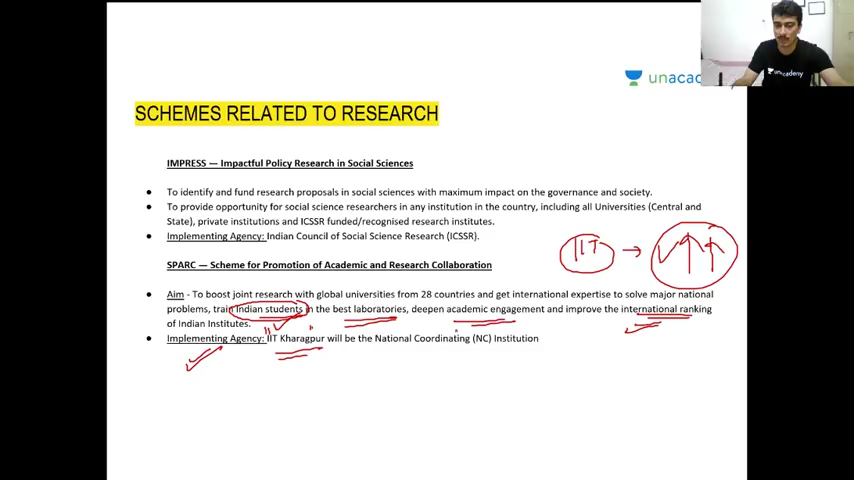 unacademy
SCHEMES RELATED TO RESEARCH
IMPRESS — Impactful Policy Research in Social Sciences
● To identify and fund research proposals in social sciences with maximum impact on the governance and society.
● To provide opportunity for social science researchers in any institution in the country, including all Universities (Central and
State), private institutions and ICSSR funded/recognised research institutes.
● Implementing Agency: Indian Council of Social Science Research (ICSSR).
IIT →
SPARC — Scheme for Promotion of Academic and Research Collaboration
● Aim - To boost joint research with global universities from 28 countries and get international expertise to solve major national
problems, train Indian students in the best laboratories, deepen academic engagement and improve the international ranking
of Indian Institutes.
● Implementing Agency: IIT Kharagpur will be the National Coordinating (NC) Institution